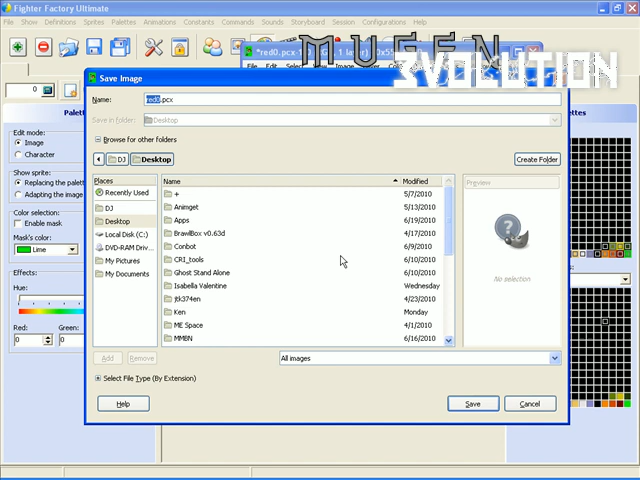 Fighter Factory Ultimate
Show Definitions Animations Constants Commands Sounds Storyboard Session Configurations Help
MUGEN
EVOLUTION
Save Image
Name:
red0.pcx
Save in folder:
Desktop
Browse for other folders
DJ
Desktop
Create Folder
Places
Name
Modified
Preview
Recently Used
DJ
Desktop
Local Disk (C:)
DVD-RAM Driv...
My Pictures
My Documents
+ 5/7/2010
Animget 5/13/2010
Apps 6/19/2010
BrawlBox v0.63d 4/17/2010
Conbot 6/9/2010
CRI_tools 6/10/2010
Ghost Stand Alone 6/10/2010
Isabella Valentine Wednesday
jtk374en 4/23/2010
Ken Monday
ME Space 4/1/2010
MMBN 6/16/2010
No selection
Add
Remove
All images
Select File Type (By Extension)
Help
Save
Cancel
0
Edit mode:
Image
Character
Show sprite:
Replacing the palett
Adapting the image
Color selection:
Enable mask
Mask's color:
Lime
Effects:
Hue:
Red:
Green:
0
0